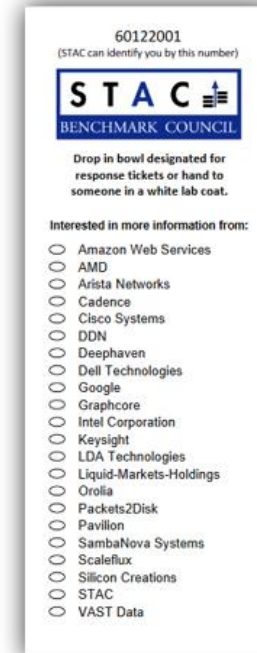 60122001
(STAC can identify you by this number)
STAC
BENCHMARK COUNCIL
Drop in bowl designated for
response tickets or hand to
someone in a white lab coat.
Interested in more information from:
Amazon Web Services
AMD
Arista Networks
Cadence
Cisco Systems
DDN
Deephaven
Dell Technologies
Google
Graphcore
Intel Corporation
Keysight
LDA Technologies
Liquid-Markets-Holdings
Orolia
Packets2Disk
Pavilion
SambaNova Systems
Scaleflux
Silicon Creations
STAC
VAST Data